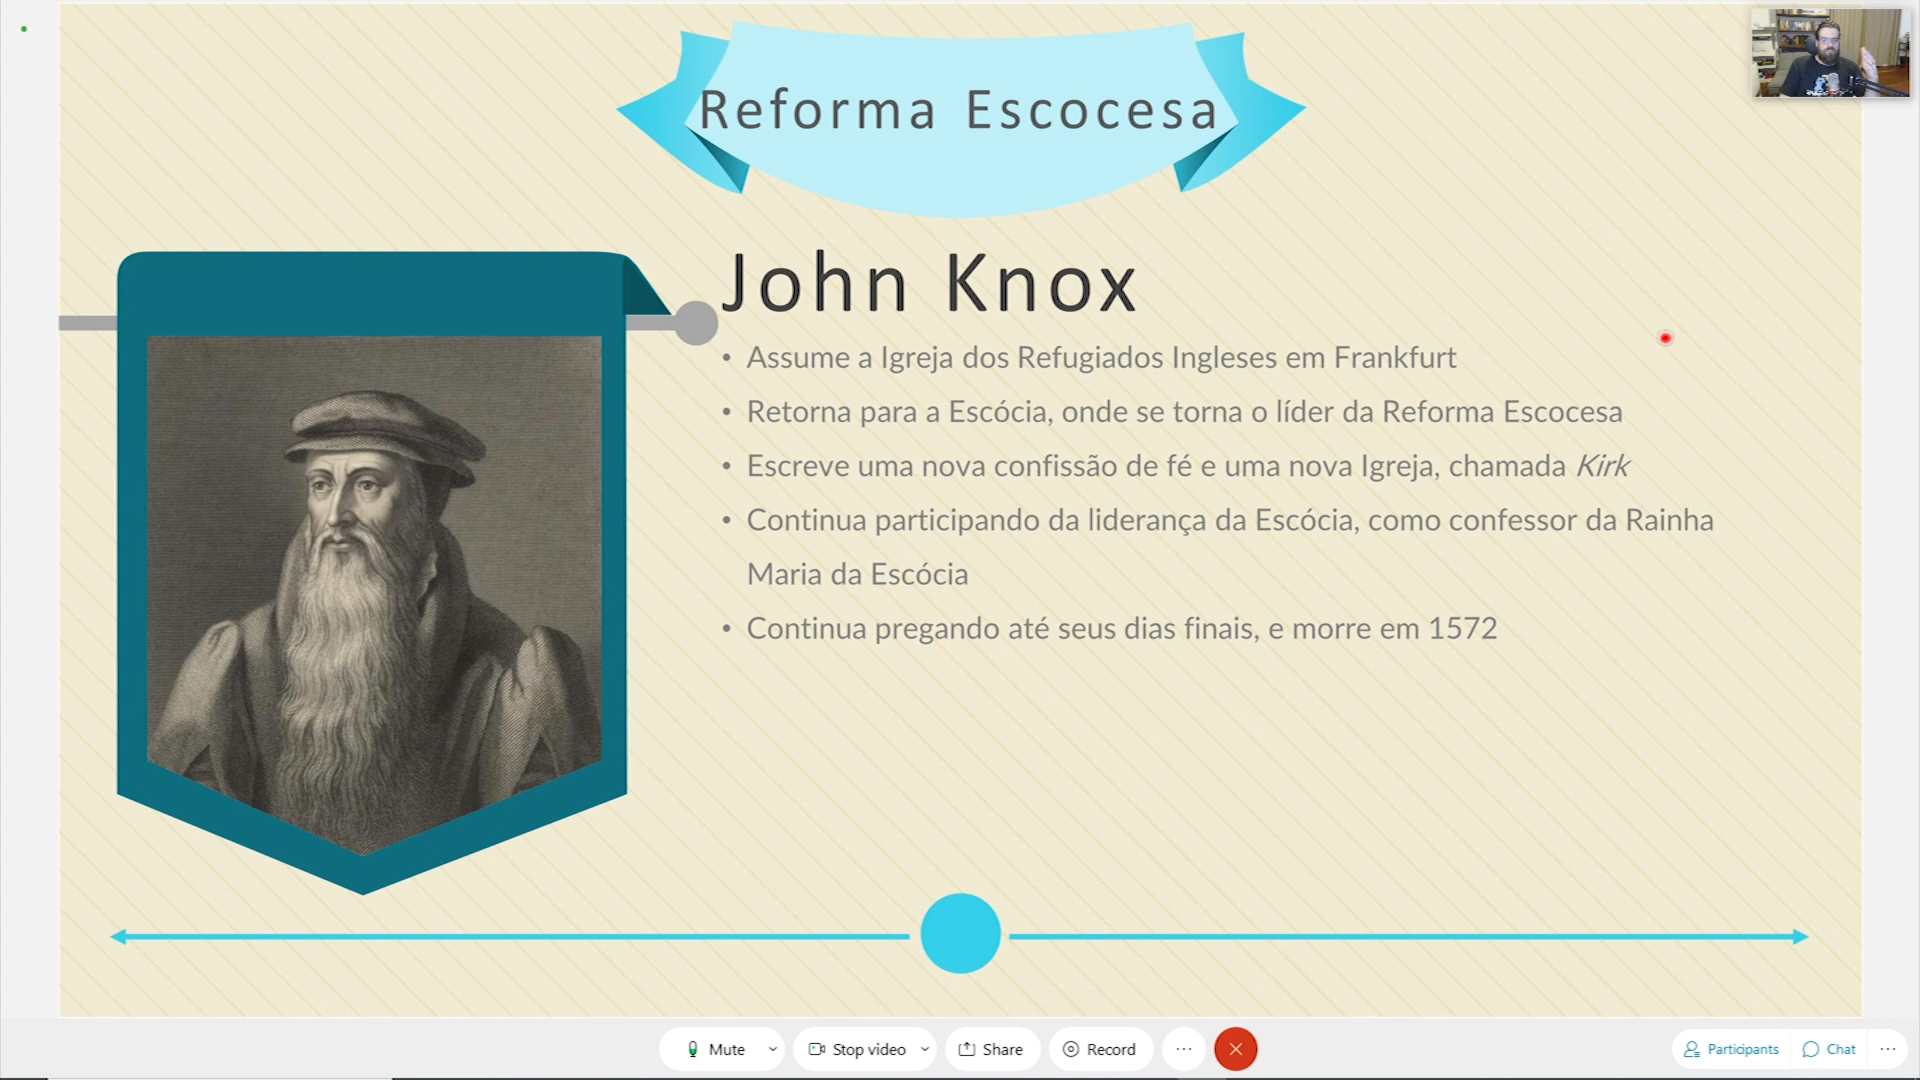 Reforma Escocesa
John Knox
• Assume a Igreja dos Refugiados Ingleses em Frankfurt
• Retorna para a Escócia, onde se torna o líder da Reforma Escocesa
• Escreve uma nova confissão de fé e uma nova Igreja, chamada Kirk
• Continua participando da liderança da Escócia, como confessor da Rainha
Maria da Escócia
• Continua pregando até seus dias finais, e morre em 1572
Mute
Stop video
Share
Record
Participants
Chat